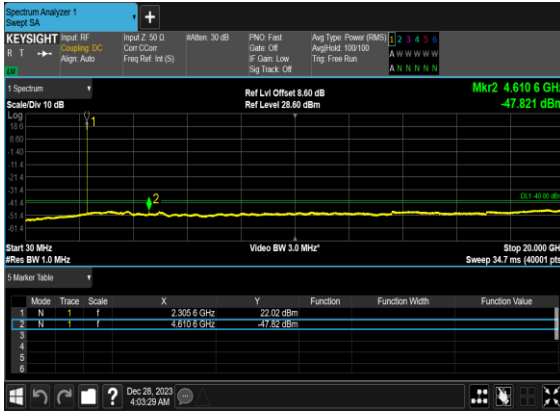 Spectrum Analyzer 1
Swept SA
+
KEYSIGHT Input: RF Input Z: 50 Ω #Atten: 30 dB PNO: Fast Avg Type: Power (RMS) 1 2 3 4 5 6
R T Coupling: DC Corr CCorr Gate: Off Avg|Hold: 100/100 A W W W W W
Align: Auto Freq Ref: Int (S) IF Gain: Low Trig: Free Run
Sig Track: Off A N N N N N
1 Spectrum Ref Lvl Offset 8.60 dB Mkr2 4.610 6 GHz
Scale/Div 10 dB Ref Level 28.60 dBm -47.821 dBm
Log
18.6
8.60
-1.40
-11.4
-21.4
-31.4
-41.4
-51.4
-61.4
1
2
DL1 -40.00 dBm
Start 30 MHz Video BW 3.0 MHz* Stop 20.000 GHz
#Res BW 1.0 MHz Sweep 34.7 ms (40001 pts)
5 Marker Table
Mode Trace Scale X Y Function Function Width Function Value
1 N 1 f 2.305 6 GHz 22.02 dBm
2 N 1 f 4.610 6 GHz -47.82 dBm
3
4
5
6
? Dec 28, 2023
4:03:29 AM